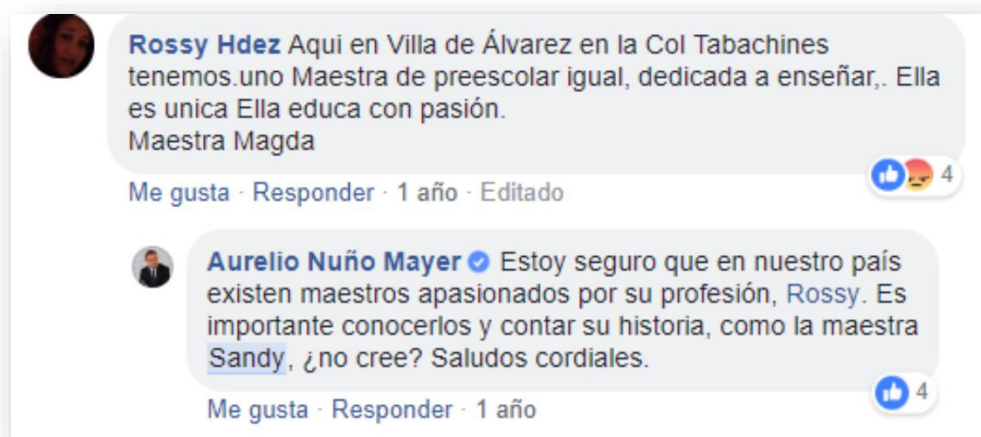 Rossy Hdez Aqui en Villa de Álvarez en la Col Tabachines
tenemos.uno Maestra de preescolar igual, dedicada a enseñar,. Ella
es unica Ella educa con pasión.
Maestra Magda
4
Me gusta · Responder · 1 año · Editado
Aurelio Nuño Mayer Estoy seguro que en nuestro país
existen maestros apasionados por su profesión, Rossy. Es
importante conocerlos y contar su historia, como la maestra
Sandy, ¿no cree? Saludos cordiales.
4
Me gusta · Responder · 1 año